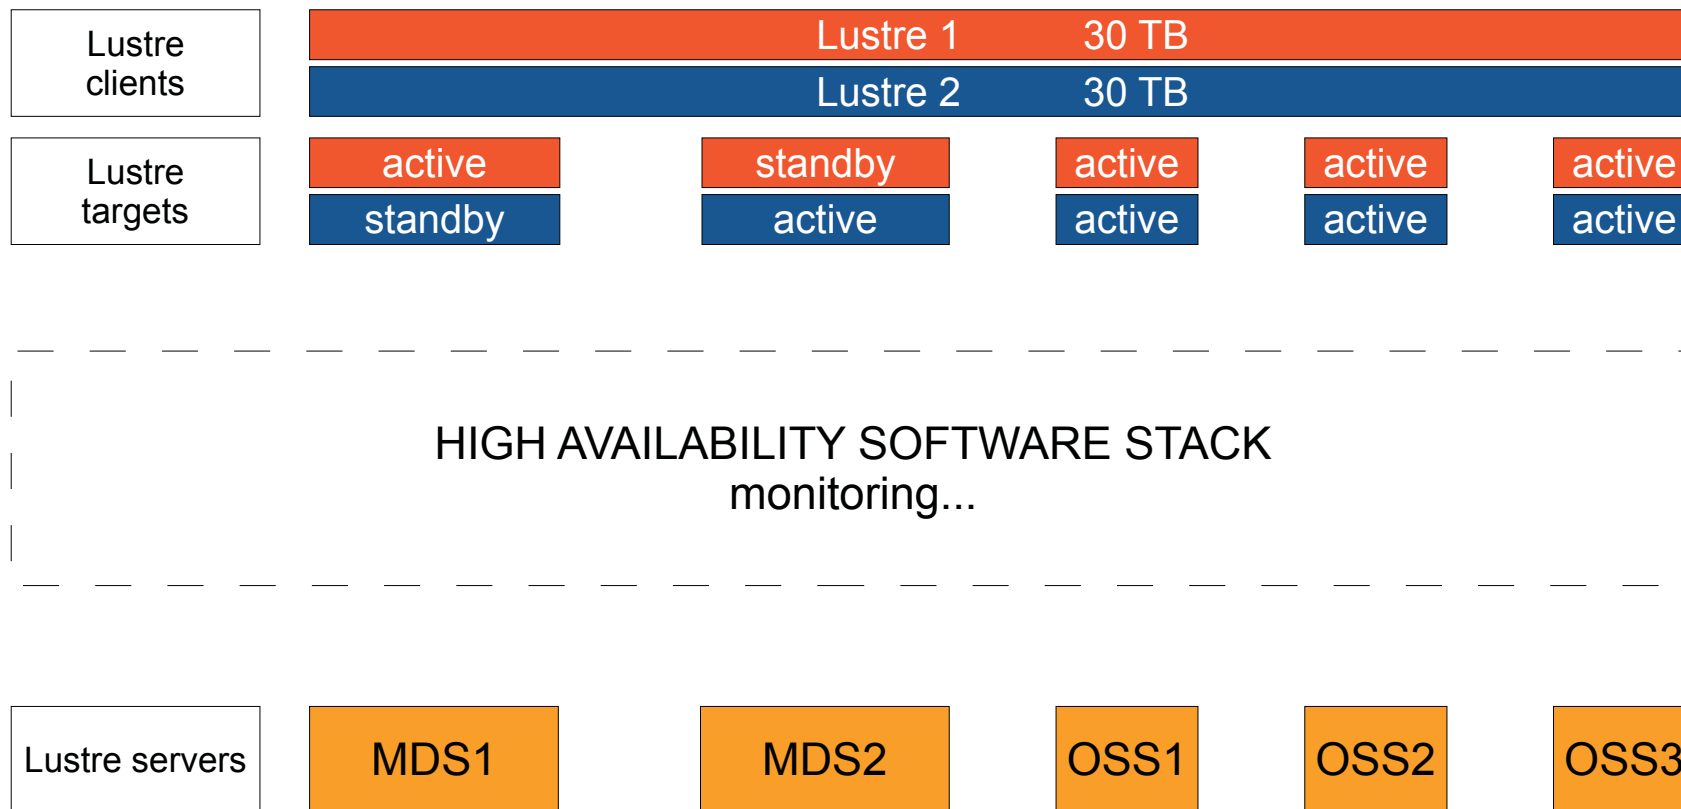 Lustre
clients
Lustre 1 30 TB
Lustre 2 30 TB
Lustre
targets
active standby active active active
standby active active active active
HIGH AVAILABILITY SOFTWARE STACK
monitoring...
Lustre servers MDS1 MDS2 OSS1 OSS2 OSS3